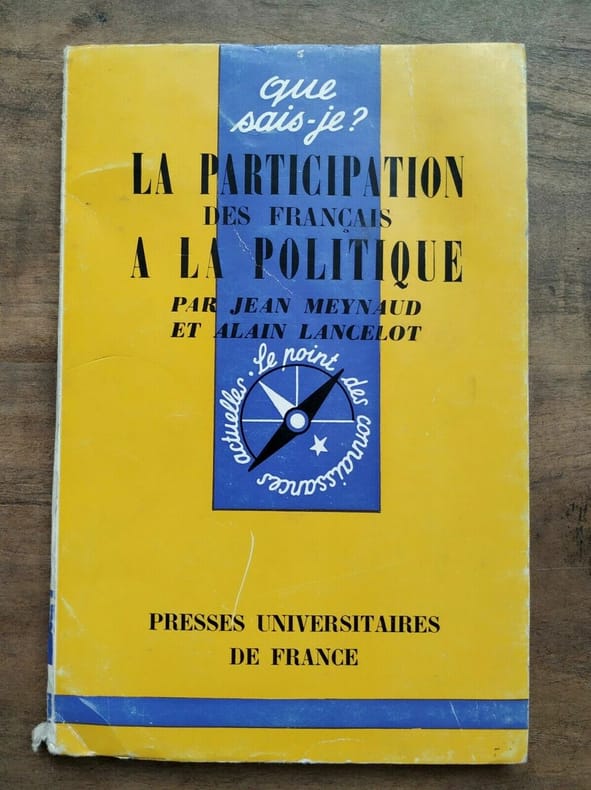 que
sais-je?
LA PARTICIPATION
DES FRANÇAIS
A LA POLITIQUE
PAR JEAN MEYNAUD
ET ALAIN LANCELOT
Le point des connaissances actuelles.
PRESSES UNIVERSITAIRES
DE FRANCE